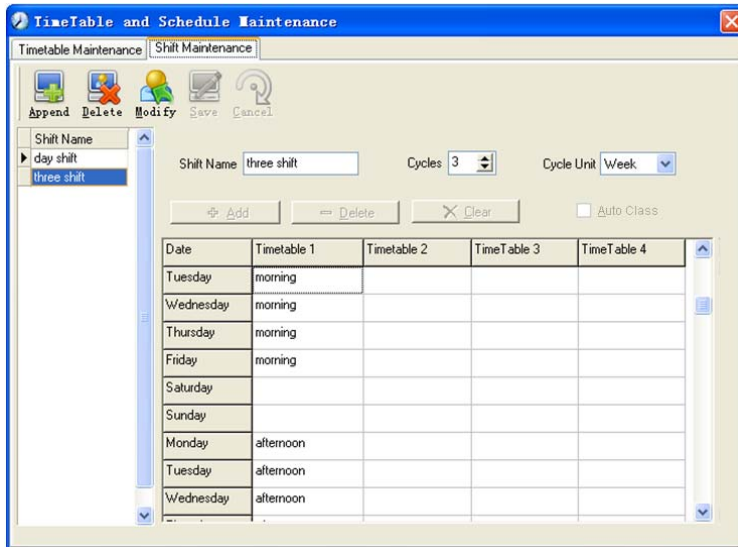 TimeTable and Schedule Maintenance
Timetable Maintenance Shift Maintenance
Append Delete Modify Save Cancel
Shift Name
day shift
three shift
Shift Name three shift Cycles 3 Cycle Unit Week
Add Delete Clear Auto Class
Date Timetable 1 Timetable 2 TimeTable 3 TimeTable 4
Tuesday morning
Wednesday morning
Thursday morning
Friday morning
Saturday
Sunday
Monday afternoon
Tuesday afternoon
Wednesday afternoon